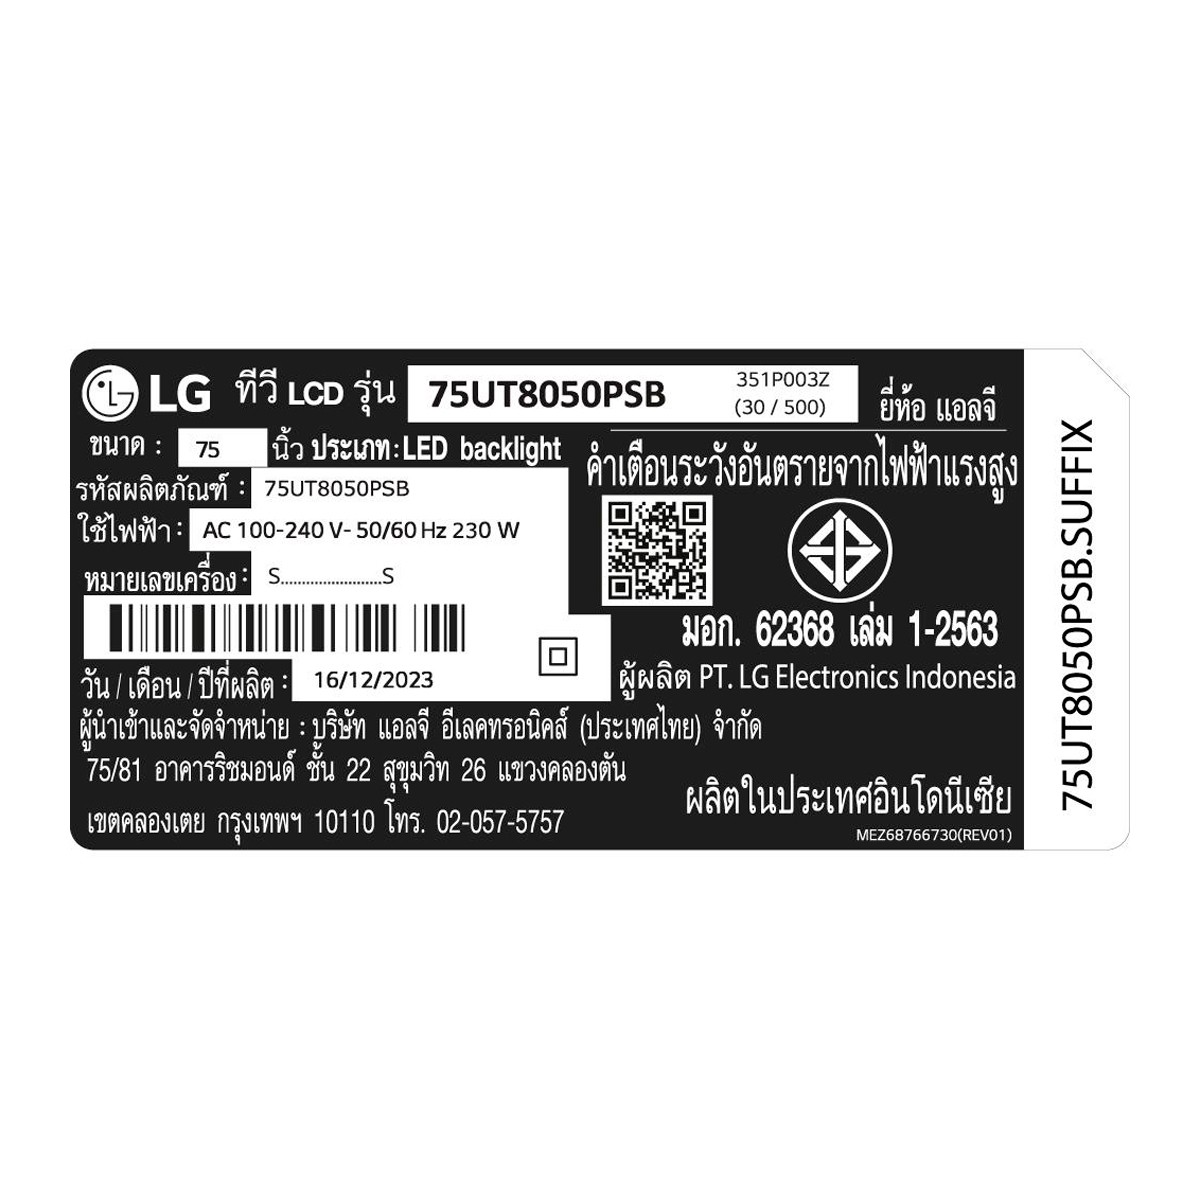 LG ทีวี LCD รุ่น 75UT8050PSB 351P003Z (30 / 500) ยี่ห้อ แอลจี
ขนาด : 75 นิ้ว ประเภท : LED backlight
รหัสผลิตภัณฑ์ : 75UT8050PSB
ใช้ไฟฟ้า : AC 100-240 V- 50/60 Hz 230 W
หมายเลขเครื่อง : S........................S
วัน / เดือน / ปีที่ผลิต : 16/12/2023
คำเตือนระวังอันตรายจากไฟฟ้าแรงสูง
มอก. 62368 เล่ม 1-2563
ผู้ผลิต PT. LG Electronics Indonesia
ผู้นำเข้าและจัดจำหน่าย : บริษัท แอลจี อีเลคทรอนิคส์ (ประเทศไทย) จำกัด
75/81 อาคารริชมอนด์ ชั้น 22 สุขุมวิท 26 แขวงคลองตัน
เขตคลองเตย กรุงเทพฯ 10110 โทร. 02-057-5757
ผลิตในประเทศอินโดนีเซีย
MEZ68766730(REV01)
75UT8050PSB.SUFFIX